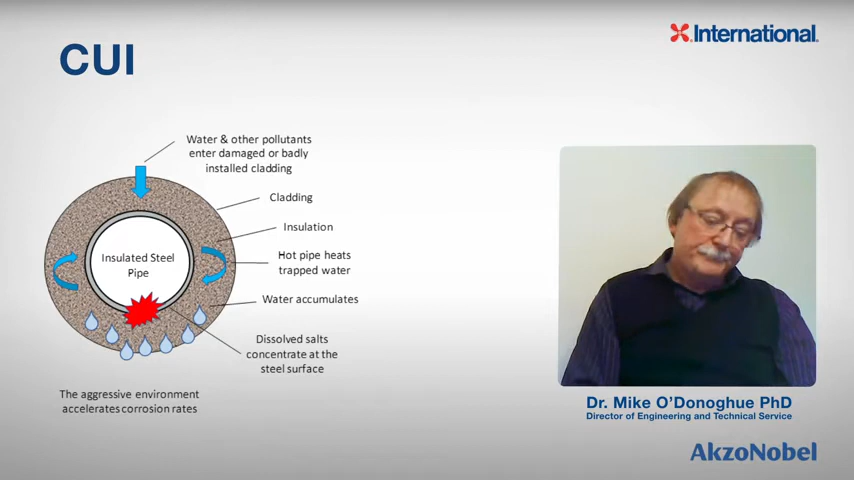 CUI
International
Water & other pollutants
enter damaged or badly
installed cladding
Cladding
Insulation
Hot pipe heats
trapped water
Water accumulates
Dissolved salts
concentrate at the
steel surface
Insulated Steel
Pipe
The aggressive environment
accelerates corrosion rates
Dr. Mike O'Donoghue PhD
Director of Engineering and Technical Service
AkzoNobel